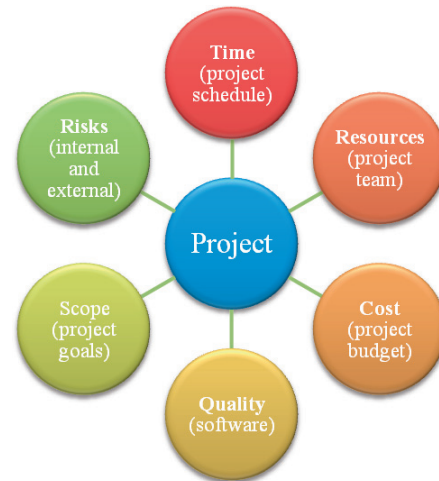 Time
(project
schedule)
Risks
(internal
and
external)
Resources
(project
team)
Project
Scope
(project
goals)
Cost
(project
budget)
Quality
(software)